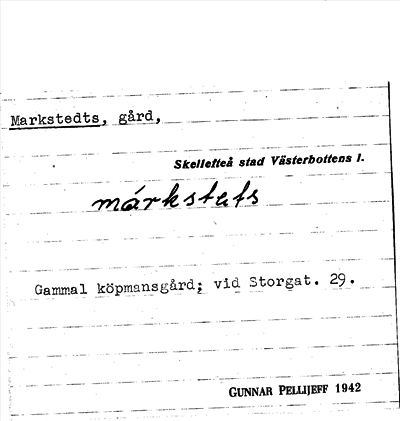 Markstedts, gård,
Skellefteå stad Västerbottens l.
márkstets
Gammal köpmansgård; vid Storgat. 29.
GUNNAR PELLIJEFF 1942